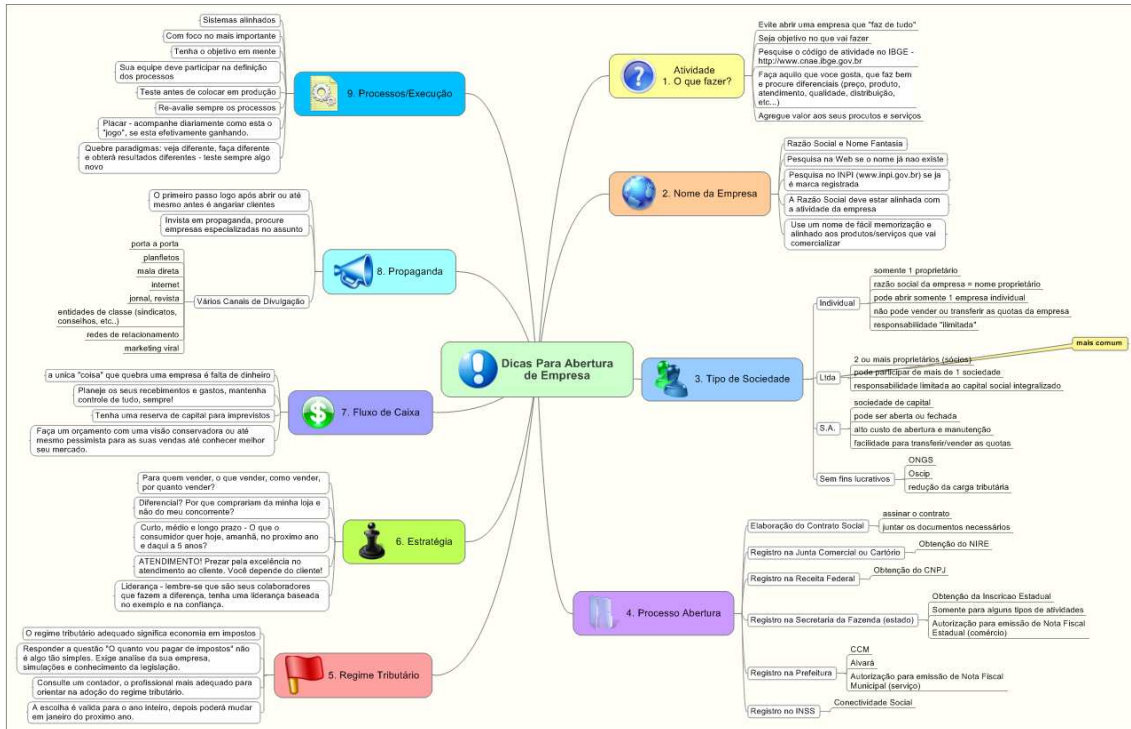 Dicas Para Abertura
de Empresa
Atividade
1. O que fazer?
Evite abrir uma empresa que "faz de tudo"
Seja objetivo no que vai fazer
Pesquise o código de atividade no IBGE -
http://www.cnae.ibge.gov.br
Faça aquilo que voce gosta, que faz bem
e procure diferenciais (preço, produto,
atendimento, qualidade, distribuição,
etc...)
Agregue valor aos seus procutos e serviços
2. Nome da Empresa
Razão Social e Nome Fantasia
Pesquisa na Web se o nome já nao existe
Pesquisa no INPI (www.inpi.gov.br) se ja
é marca registrada
A Razão Social deve estar alinhada com
a atividade da empresa
Use um nome de fácil memorização e
alinhado aos produtos/serviços que vai
comercializar
3. Tipo de Sociedade
Individual
somente 1 proprietário
razão social da empresa = nome proprietário
pode abrir somente 1 empresa individual
não pode vender ou transferir as quotas da empresa
responsabilidade "ilimitada"
mais comum
Ltda
2 ou mais proprietários (sócios)
pode participar de mais de 1 sociedade
responsabilidade limitada ao capital social integralizado
S.A.
sociedade de capital
pode ser aberta ou fechada
alto custo de abertura e manutenção
facilidade para transferir/vender as quotas
Sem fins lucrativos
ONGS
Oscip
redução da carga tributária
4. Processo Abertura
Elaboração do Contrato Social
assinar o contrato
juntar os documentos necessários
Registro na Junta Comercial ou Cartório
Obtenção do NIRE
Registro na Receita Federal
Obtenção do CNPJ
Registro na Secretaria da Fazenda (estado)
Obtenção da Inscricao Estadual
Somente para alguns tipos de atividades
Autorização para emissão de Nota Fiscal
Estadual (comércio)
Registro na Prefeitura
CCM
Alvará
Autorização para emissão de Nota Fiscal
Municipal (serviço)
Registro no INSS
Conectividade Social
5. Regime Tributário
O regime tributário adequado significa economia em impostos
Responder a questão "O quanto vou pagar de impostos" não
é algo tão simples. Exige analise da sua empresa,
simulações e conhecimento da legislação.
Consulte um contador, o profissional mais adequado para
orientar na adoção do regime tributário.
A escolha é valida para o ano inteiro, depois poderá mudar
em janeiro do proximo ano.
6. Estratégia
Para quem vender, o que vender, como vender,
por quanto vender?
Diferencial? Por que comprariam da minha loja e
não do meu concorrente?
Curto, médio e longo prazo - O que o
consumidor quer hoje, amanhã, no proximo ano
e daqui a 5 anos?
ATENDIMENTO! Prezar pela excelência no
atendimento ao cliente. Você depende do cliente!
Liderança - lembre-se que são seus colaboradores
que fazem a diferença, tenha uma liderança baseada
no exemplo e na confiança.
7. Fluxo de Caixa
a unica "coisa" que quebra uma empresa é falta de dinheiro
Planeje os seus recebimentos e gastos, mantenha
controle de tudo, sempre!
Tenha uma reserva de capital para imprevistos
Faça um orçamento com uma visão conservadora ou até
mesmo pessimista para as suas vendas até conhecer melhor
seu mercado.
8. Propaganda
O primeiro passo logo após abrir ou até
mesmo antes é angariar clientes
Invista em propaganda, procure
empresas especializadas no assunto
Vários Canais de Divulgação
porta a porta
planfletos
mala direta
internet
jornal, revista
entidades de classe (sindicatos,
conselhos, etc..)
redes de relacionamento
marketing viral
9. Processos/Execução
Sistemas alinhados
Com foco no mais importante
Tenha o objetivo em mente
Sua equipe deve participar na definição
dos processos
Teste antes de colocar em produção
Re-avalie sempre os processos
Placar - acompanhe diariamente como esta o
"jogo", se esta efetivamente ganhando.
Quebre paradigmas: veja diferente, faça diferente
e obterá resultados diferentes - teste sempre algo
novo